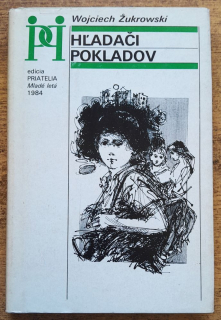 Wojciech Żukrowski
HĽADAČI
POKLADOV
edícia
PRIATELIA
Mladé letá
1984